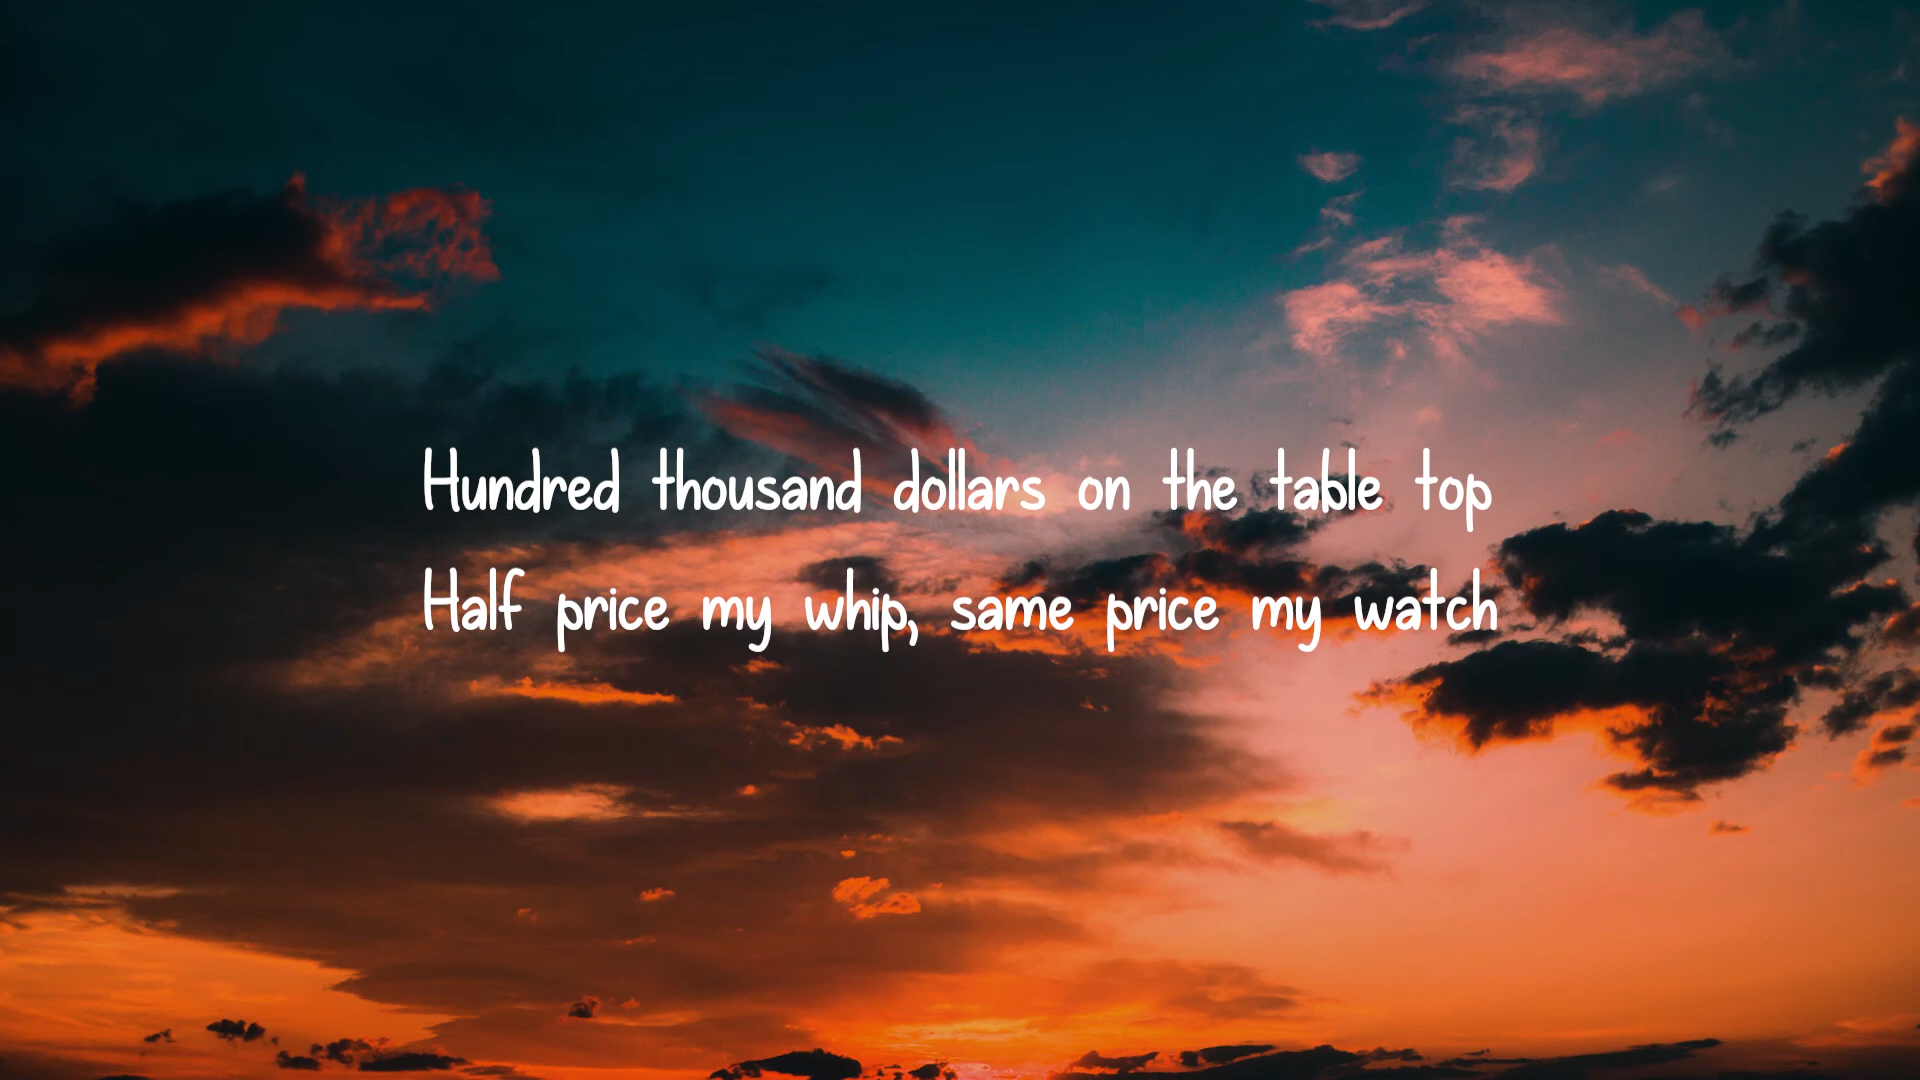 Hundred thousand dollars on the table top
Half price my whip, same price my watch